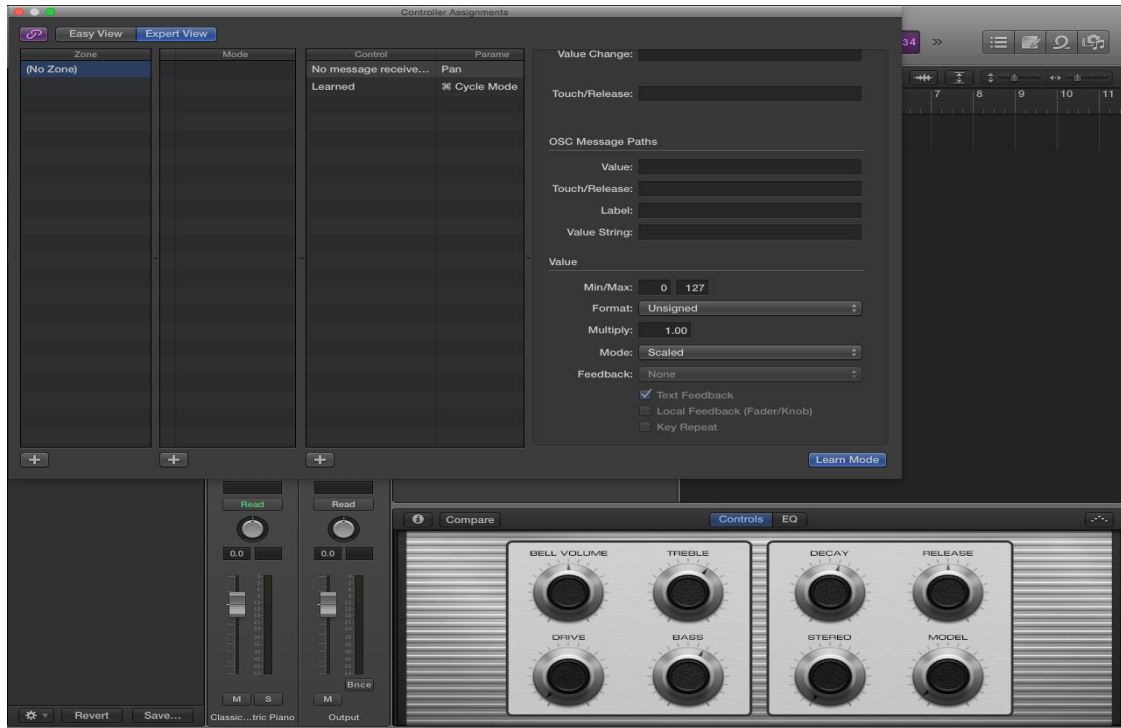 Controller Assignments
Easy View Expert View
Zone Mode Control Parame
(No Zone) No message receive... Pan
Learned ⌘ Cycle Mode
Value Change:
Touch/Release:
OSC Message Paths
Value:
Touch/Release:
Label:
Value String:
Value
Min/Max: 0 127
Format: Unsigned
Multiply: 1.00
Mode: Scaled
Feedback: None
Text Feedback
Local Feedback (Fader/Knob)
Key Repeat
Learn Mode
34
7 8 9 10 11
Read Read
0.0 0.0
Bnce
M S M
Classic...tric Piano Output
Revert Save...
Compare Controls EQ
BELL VOLUME TREBLE DECAY RELEASE
DRIVE BASS STEREO MODEL